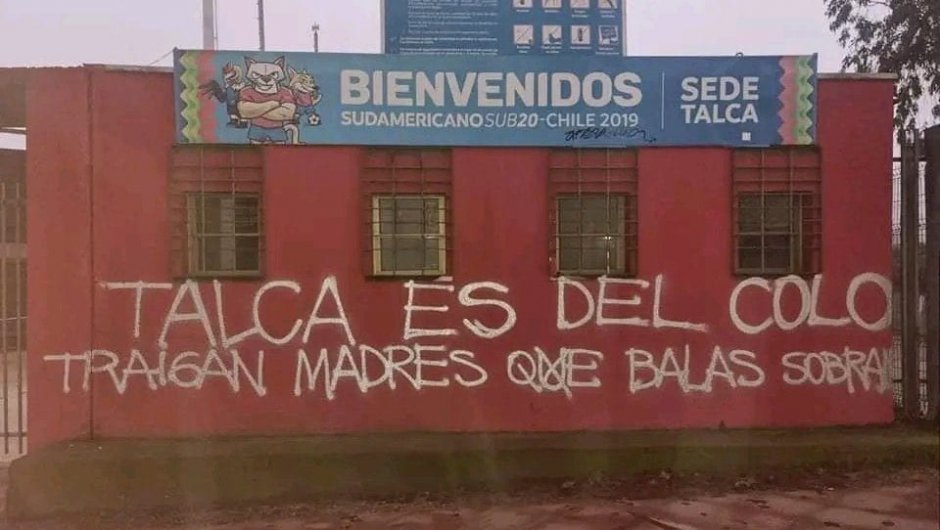 BIENVENIDOS
SUDAMERICANO SUB20-CHILE 2019
SEDE
TALCA
TALCA ES DEL COLO
TRAIGAN MADRES QUE BALAS SOBRAN